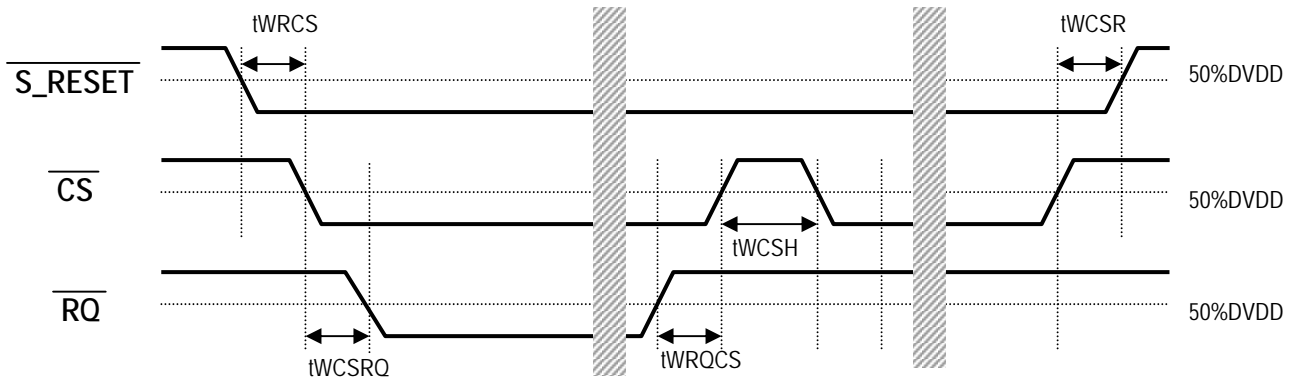 tWRCS
tWCSR
S_RESET
50%DVDD
CS
50%DVDD
tWCSH
RQ
50%DVDD
tWCSRQ
tWRQCS